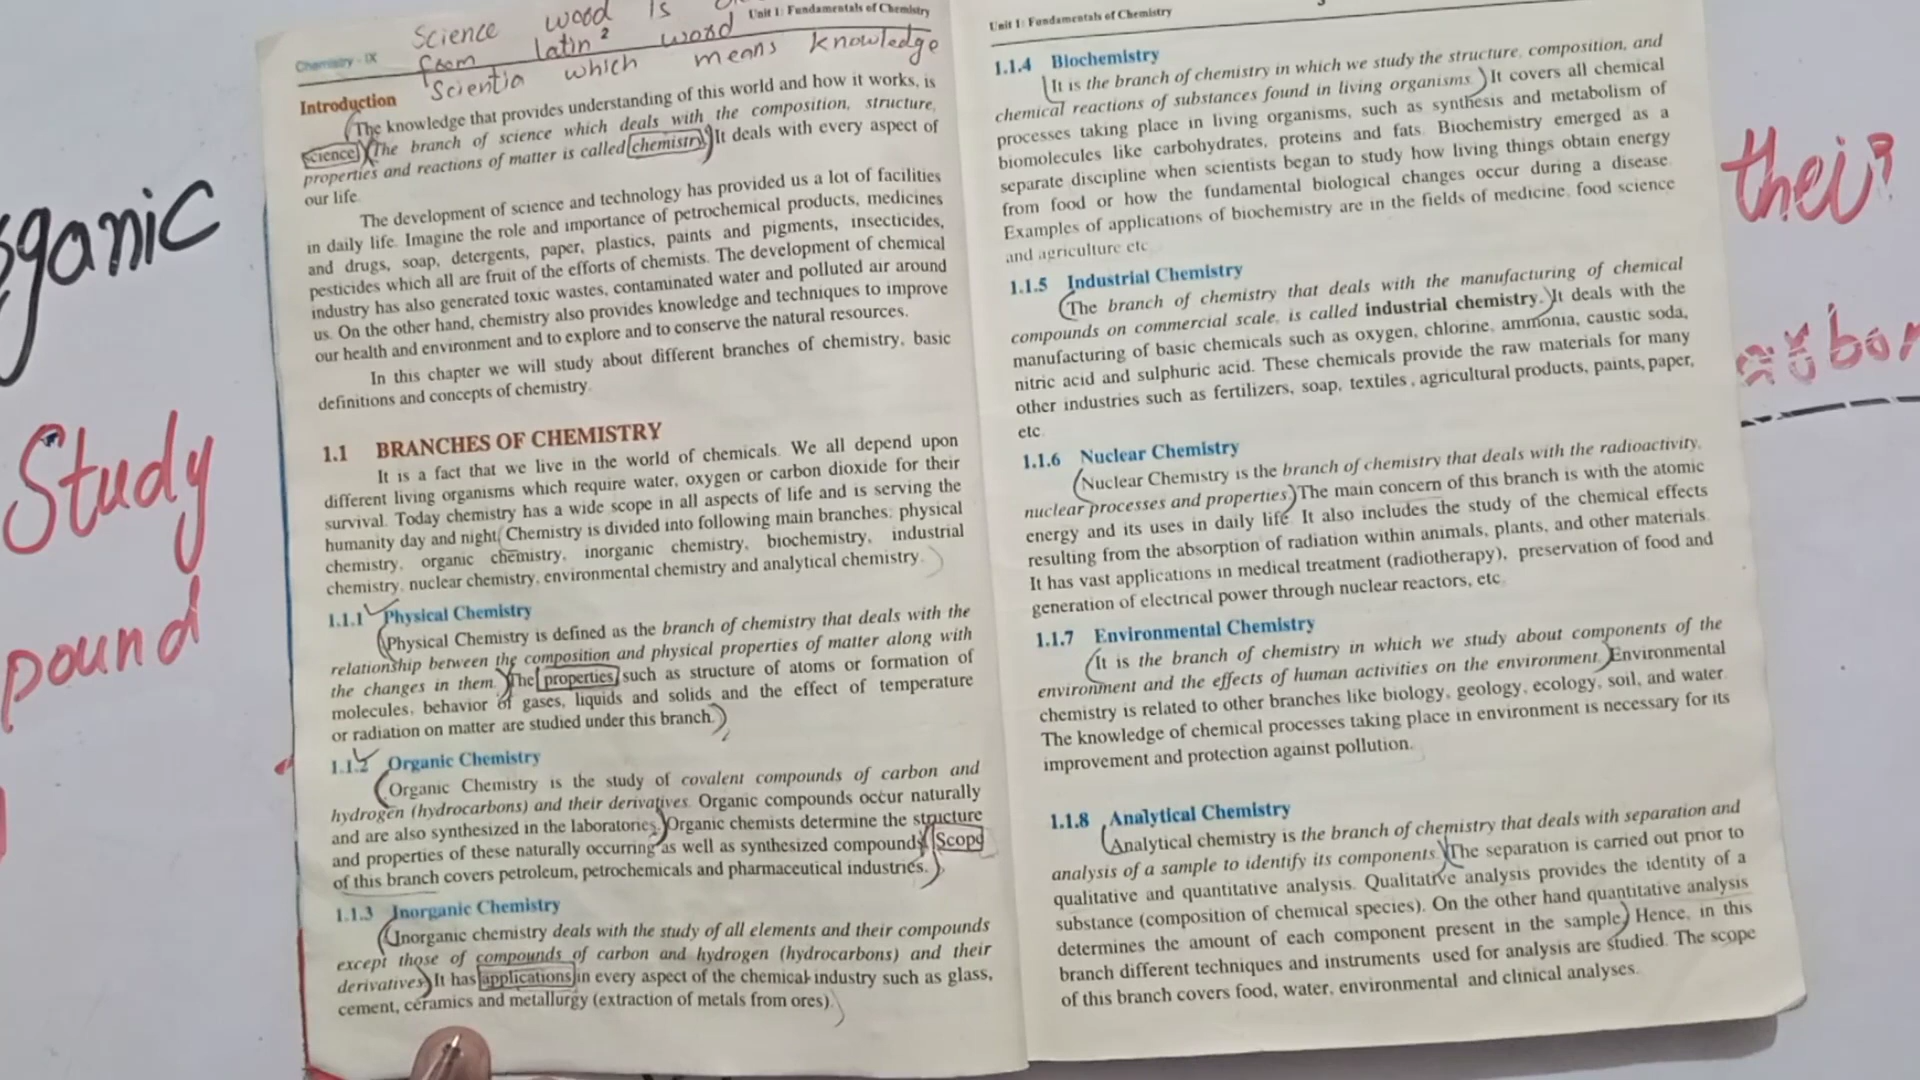 Science word is
from latin word
Scientia which means knowledge
Unit 1: Fundamentals of Chemistry
Chemistry - IX
Introduction
The knowledge that provides understanding of this world and how it works, is
science. The branch of science which deals with the composition, structure,
properties and reactions of matter is called chemistry. It deals with every aspect of
our life.
The development of science and technology has provided us a lot of facilities
in daily life. Imagine the role and importance of petrochemical products, medicines
and drugs, soap, detergents, paper, plastics, paints and pigments, insecticides,
pesticides which all are fruit of the efforts of chemists. The development of chemical
industry has also generated toxic wastes, contaminated water and polluted air around
us. On the other hand, chemistry also provides knowledge and techniques to improve
our health and environment and to explore and to conserve the natural resources.
In this chapter we will study about different branches of chemistry, basic
definitions and concepts of chemistry.
1.1 BRANCHES OF CHEMISTRY
It is a fact that we live in the world of chemicals. We all depend upon
different living organisms which require water, oxygen or carbon dioxide for their
survival. Today chemistry has a wide scope in all aspects of life and is serving the
humanity day and night. Chemistry is divided into following main branches: physical
chemistry, organic chemistry, inorganic chemistry, biochemistry, industrial
chemistry, nuclear chemistry, environmental chemistry and analytical chemistry.
1.1.1 Physical Chemistry
Physical Chemistry is defined as the branch of chemistry that deals with the
relationship between the composition and physical properties of matter along with
the changes in them. The properties such as structure of atoms or formation of
molecules, behavior of gases, liquids and solids and the effect of temperature
or radiation on matter are studied under this branch.
1.1.2 Organic Chemistry
Organic Chemistry is the study of covalent compounds of carbon and
hydrogen (hydrocarbons) and their derivatives. Organic compounds occur naturally
and are also synthesized in the laboratories. Organic chemists determine the structure
and properties of these naturally occurring as well as synthesized compounds. Scope
of this branch covers petroleum, petrochemicals and pharmaceutical industries.
1.1.3 Inorganic Chemistry
Inorganic chemistry deals with the study of all elements and their compounds
except those of compounds of carbon and hydrogen (hydrocarbons) and their
derivatives. It has applications in every aspect of the chemical industry such as glass,
cement, ceramics and metallurgy (extraction of metals from ores).
Unit 1: Fundamentals of Chemistry
1.1.4 Biochemistry
It is the branch of chemistry in which we study the structure, composition, and
chemical reactions of substances found in living organisms. It covers all chemical
processes taking place in living organisms, such as synthesis and metabolism of
biomolecules like carbohydrates, proteins and fats. Biochemistry emerged as a
separate discipline when scientists began to study how living things obtain energy
from food or how the fundamental biological changes occur during a disease.
Examples of applications of biochemistry are in the fields of medicine, food science
and agriculture etc.
1.1.5 Industrial Chemistry
The branch of chemistry that deals with the manufacturing of chemical
compounds on commercial scale, is called industrial chemistry. It deals with the
manufacturing of basic chemicals such as oxygen, chlorine, ammonia, caustic soda,
nitric acid and sulphuric acid. These chemicals provide the raw materials for many
other industries such as fertilizers, soap, textiles, agricultural products, paints, paper,
etc.
1.1.6 Nuclear Chemistry
Nuclear Chemistry is the branch of chemistry that deals with the radioactivity,
nuclear processes and properties. The main concern of this branch is with the atomic
energy and its uses in daily life. It also includes the study of the chemical effects
resulting from the absorption of radiation within animals, plants, and other materials.
It has vast applications in medical treatment (radiotherapy), preservation of food and
generation of electrical power through nuclear reactors, etc.
1.1.7 Environmental Chemistry
It is the branch of chemistry in which we study about components of the
environment and the effects of human activities on the environment. Environmental
chemistry is related to other branches like biology, geology, ecology, soil, and water.
The knowledge of chemical processes taking place in environment is necessary for its
improvement and protection against pollution.
1.1.8 Analytical Chemistry
Analytical chemistry is the branch of chemistry that deals with separation and
analysis of a sample to identify its components. The separation is carried out prior to
qualitative and quantitative analysis. Qualitative analysis provides the identity of a
substance (composition of chemical species). On the other hand quantitative analysis
determines the amount of each component present in the sample. Hence, in this
branch different techniques and instruments used for analysis are studied. The scope
of this branch covers food, water, environmental and clinical analyses.
ganic
Study
pound
thei